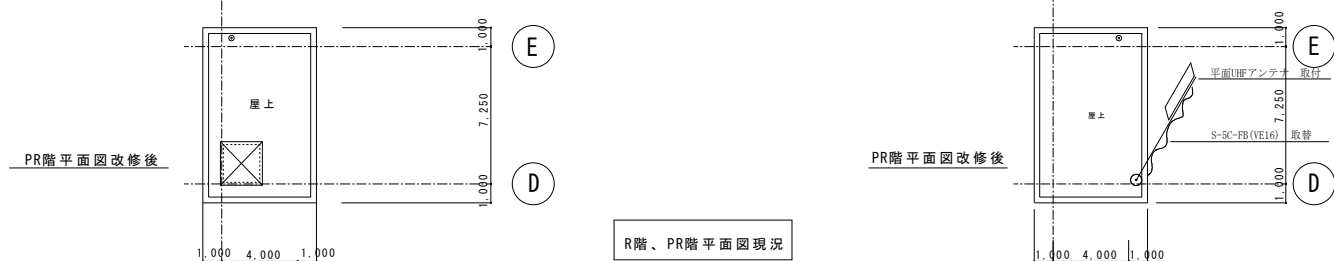 1,000
E
屋上
7,250
PR階平面図改修後
1,000
D
1,000 4,000 1,000
R階、PR階平面図現況
1,000
E
平面UHFアンテナ 取付
屋上
7,250
S-5C-FB(VE16) 取替
PR階平面図改修後
1,000
D
1,000 4,000 1,000